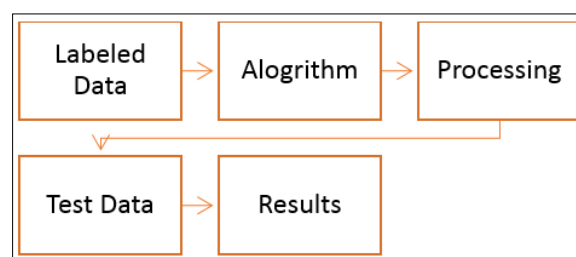 Labeled
Data
Alogrithm
Processing
Test Data
Results